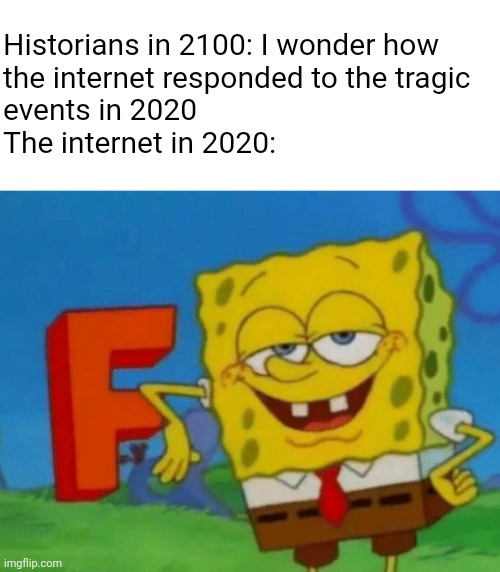 Historians in 2100: I wonder how
the internet responded to the tragic
events in 2020
The internet in 2020:
F
imgflip.com